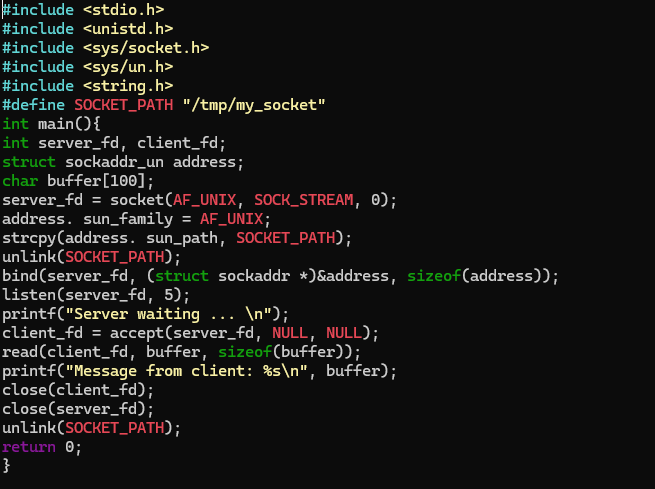 #include <stdio.h>
#include <unistd.h>
#include <sys/socket.h>
#include <sys/un.h>
#include <string.h>
#define SOCKET_PATH "/tmp/my_socket"
int main(){
int server_fd, client_fd;
struct sockaddr_un address;
char buffer[100];
server_fd = socket(AF_UNIX, SOCK_STREAM, 0);
address. sun_family = AF_UNIX;
strcpy(address. sun_path, SOCKET_PATH);
unlink(SOCKET_PATH);
bind(server_fd, (struct sockaddr *)&address, sizeof(address));
listen(server_fd, 5);
printf("Server waiting ... \n");
client_fd = accept(server_fd, NULL, NULL);
read(client_fd, buffer, sizeof(buffer));
printf("Message from client: %s\n", buffer);
close(client_fd);
close(server_fd);
unlink(SOCKET_PATH);
return 0;
}